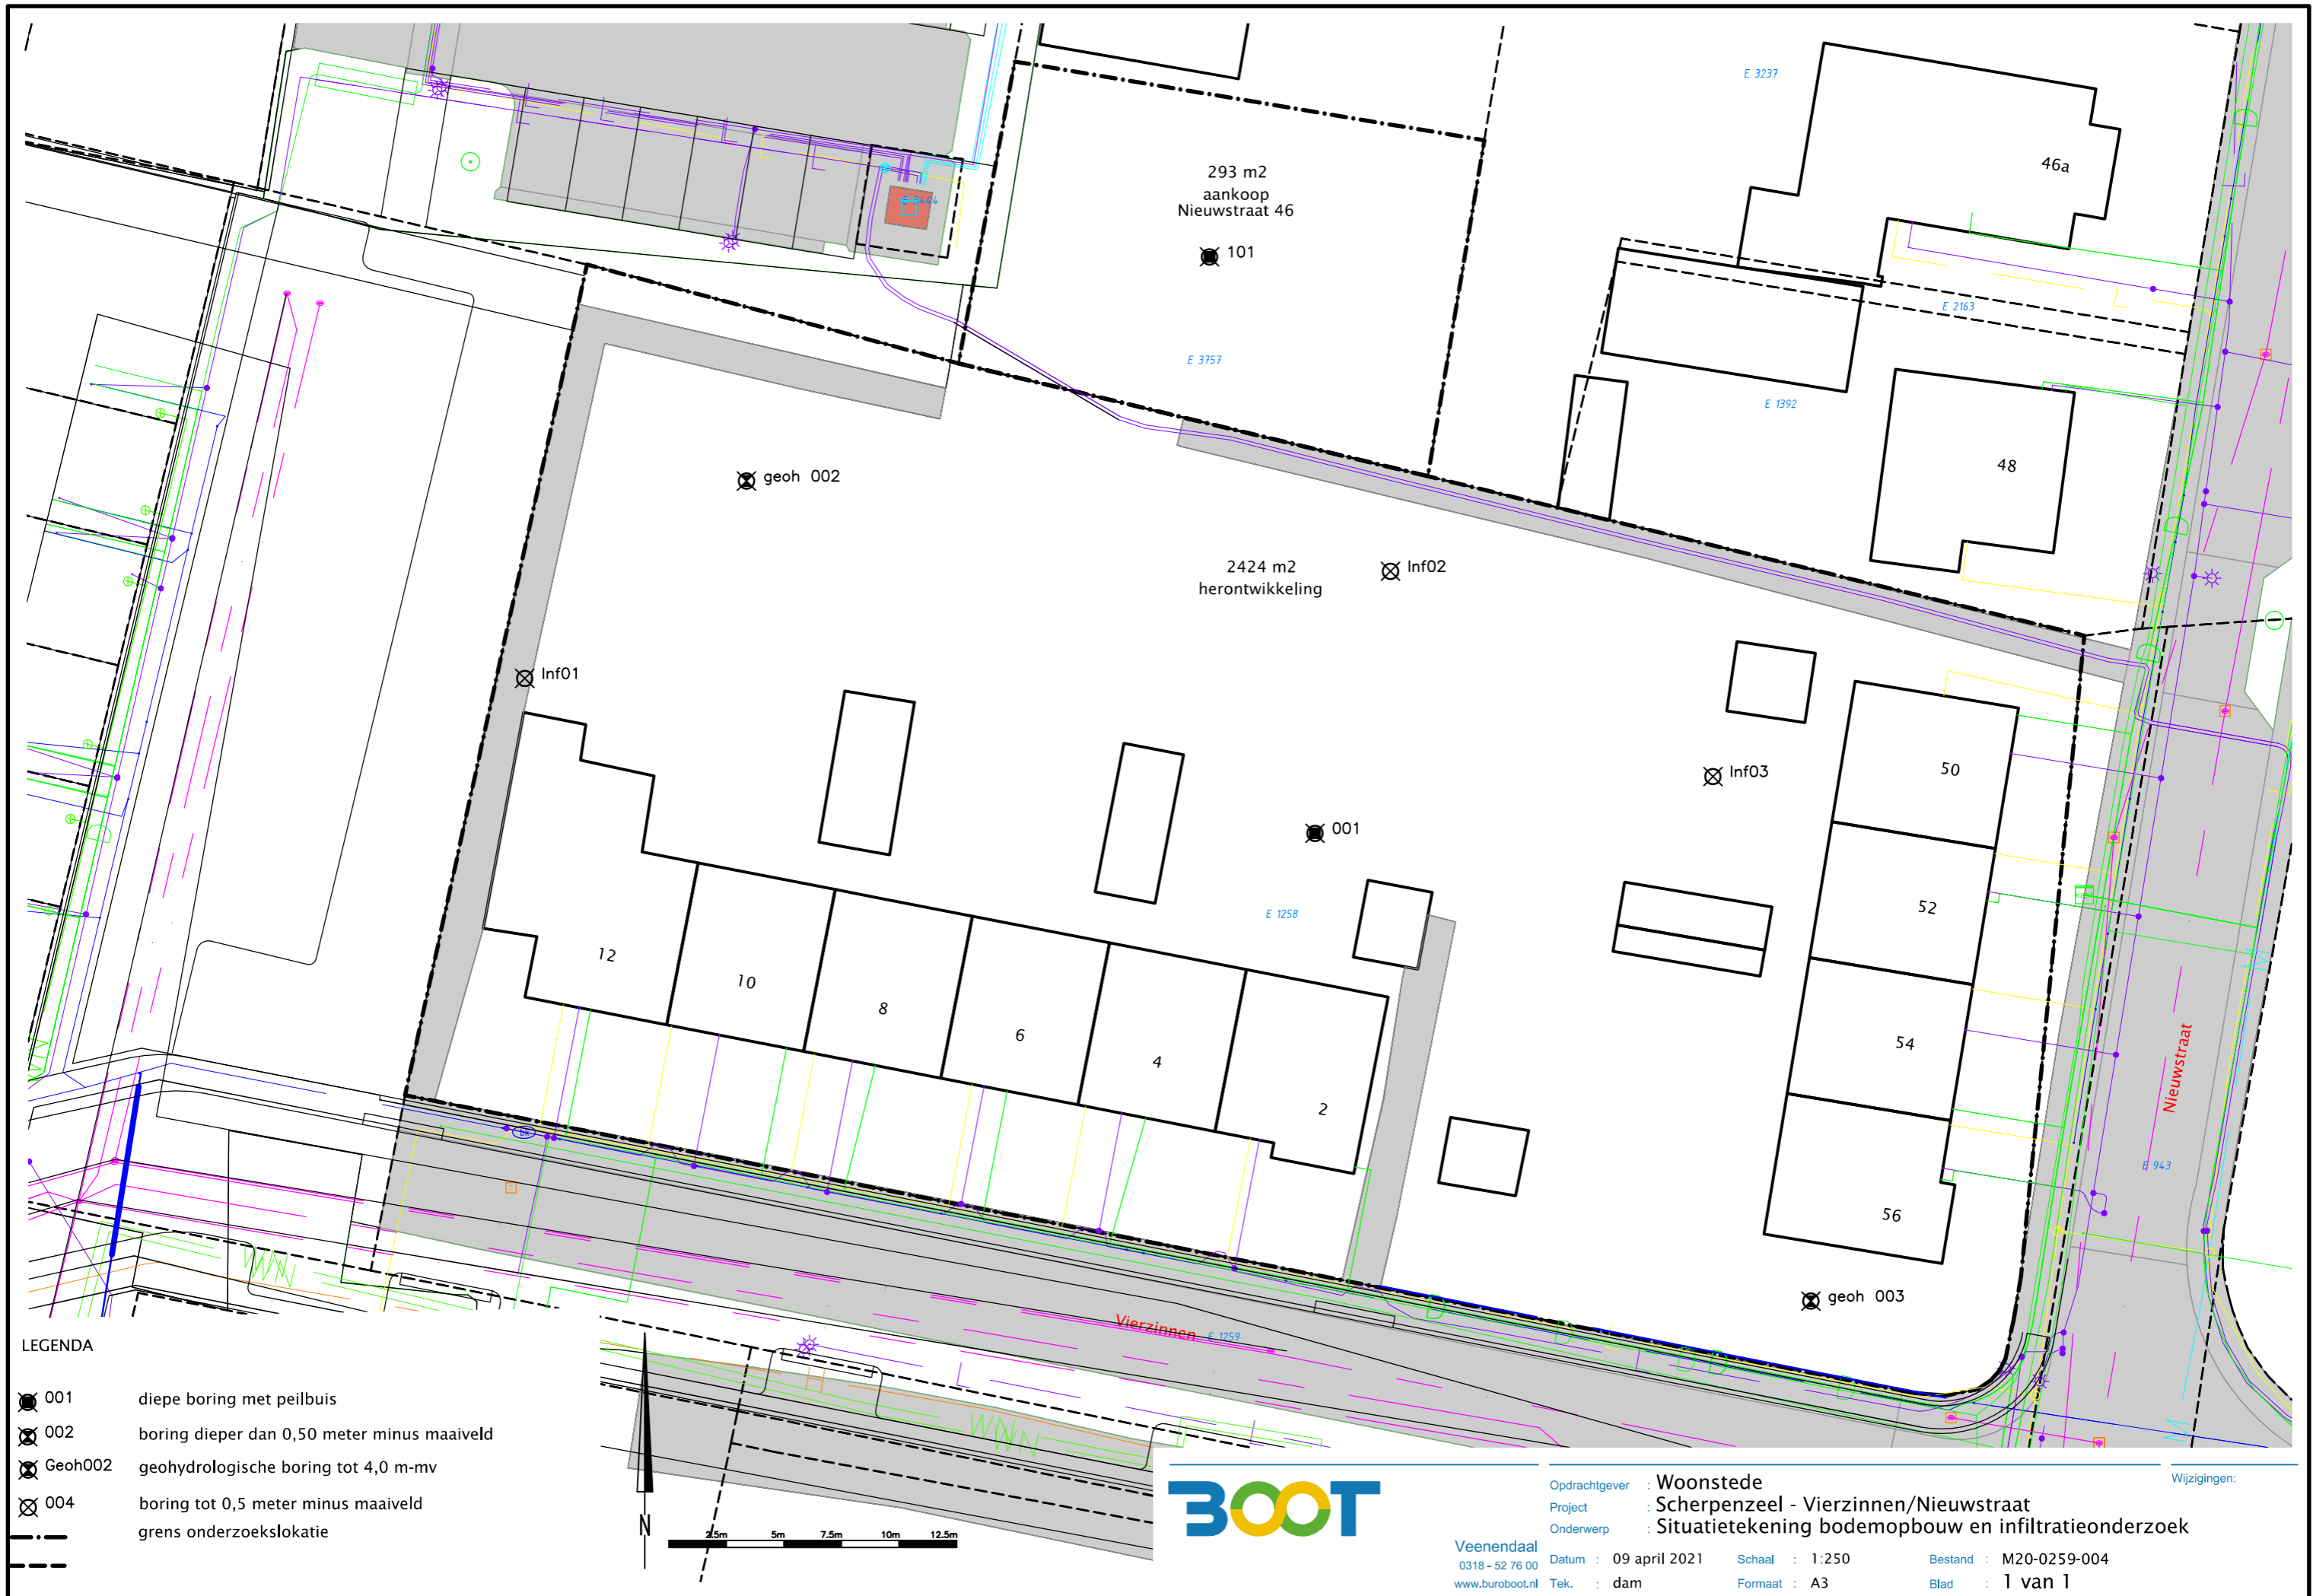 E 3237
46a
293 m2
aankoop
Nieuwstraat 46
101
E 2163
E 3757
E 1392
48
geoh 002
2424 m2
herontwikkeling
Inf02
Inf01
Inf03
50
001
52
E 1258
12
10
8
6
4
2
54
56
Nieuwstraat
E 943
geoh 003
Vierzinnen
E 1259
LEGENDA
001 diepe boring met peilbuis
002 boring dieper dan 0,50 meter minus maaiveld
Geoh002 geohydrologische boring tot 4,0 m-mv
004 boring tot 0,5 meter minus maaiveld
grens onderzoekslokatie
N
2.5m 5m 7.5m 10m 12.5m
BOOT
Veenendaal
0318 - 52 76 00
www.buroboot.nl
Opdrachtgever : Woonstede
Project : Scherpenzeel - Vierzinnen/Nieuwstraat
Onderwerp : Situatietekening bodemopbouw en infiltratieonderzoek
Datum : 09 april 2021 Schaal : 1:250 Bestand : M20-0259-004
Tek. : dam Formaat : A3 Blad : 1 van 1
Wijzigingen: